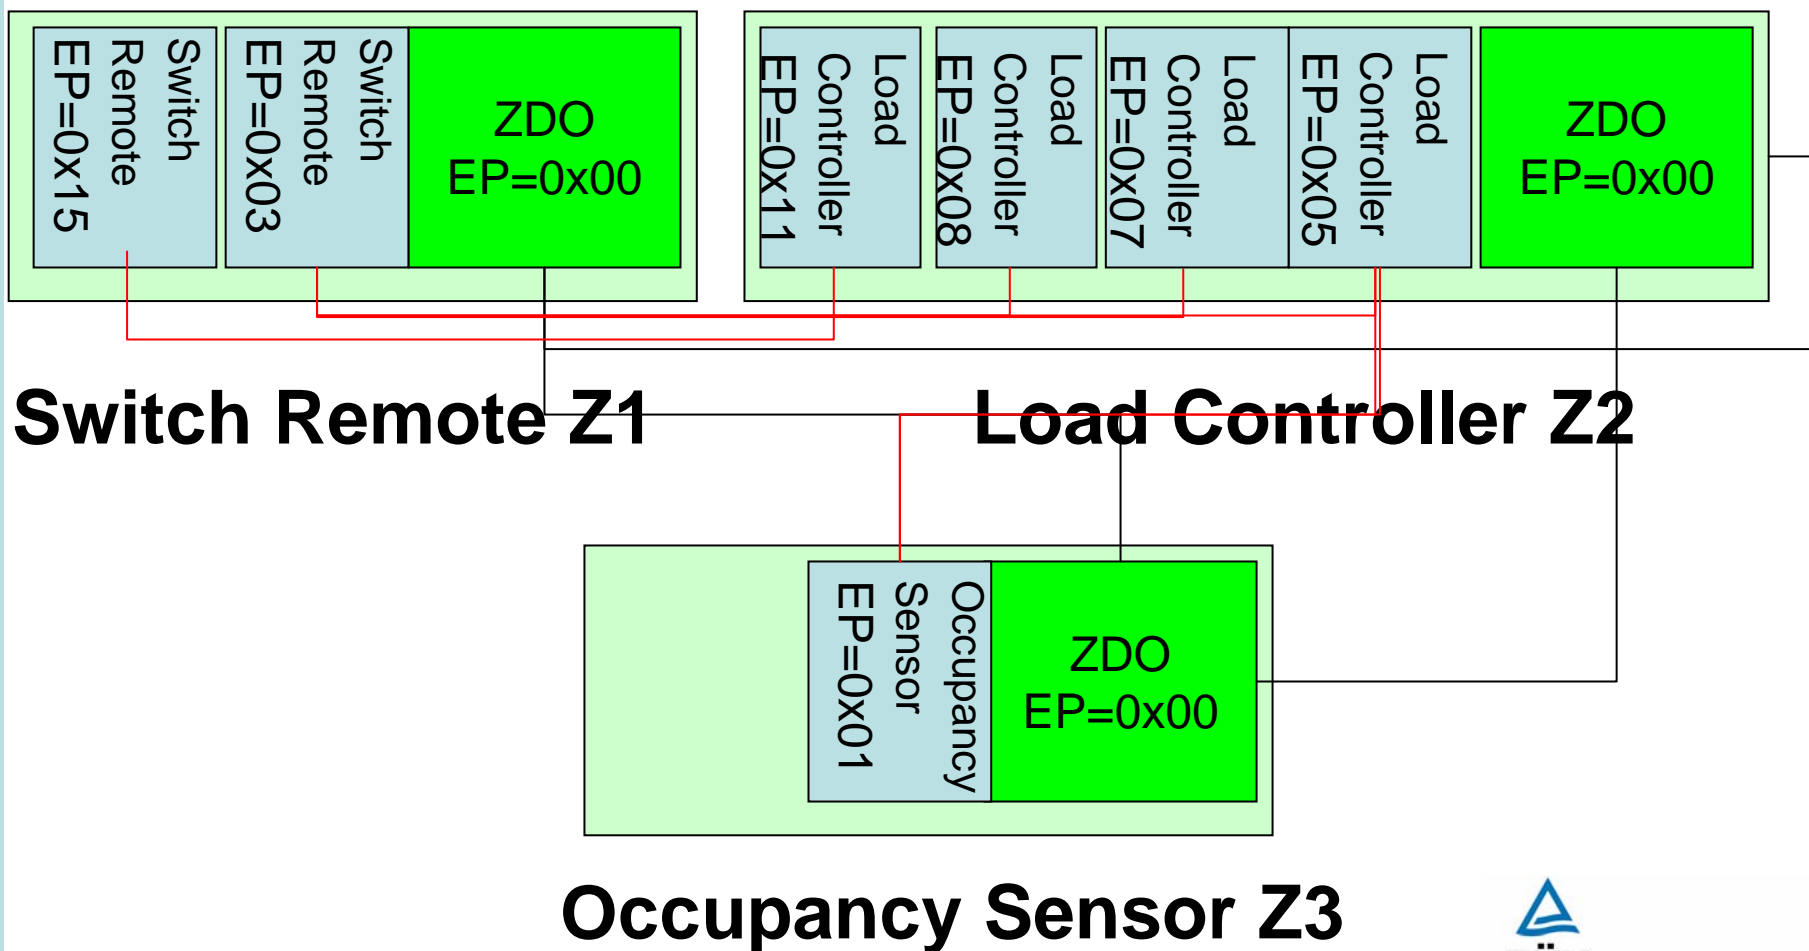 Switch
Remote
EP=0x15
Switch
Remote
EP=0x03
ZDO
EP=0x00
Load
Controller
EP=0x11
Load
Controller
EP=0x08
Load
Controller
EP=0x07
Load
Controller
EP=0x05
ZDO
EP=0x00
Switch Remote Z1
Load Controller Z2
Occupancy
Sensor
EP=0x01
ZDO
EP=0x00
Occupancy Sensor Z3